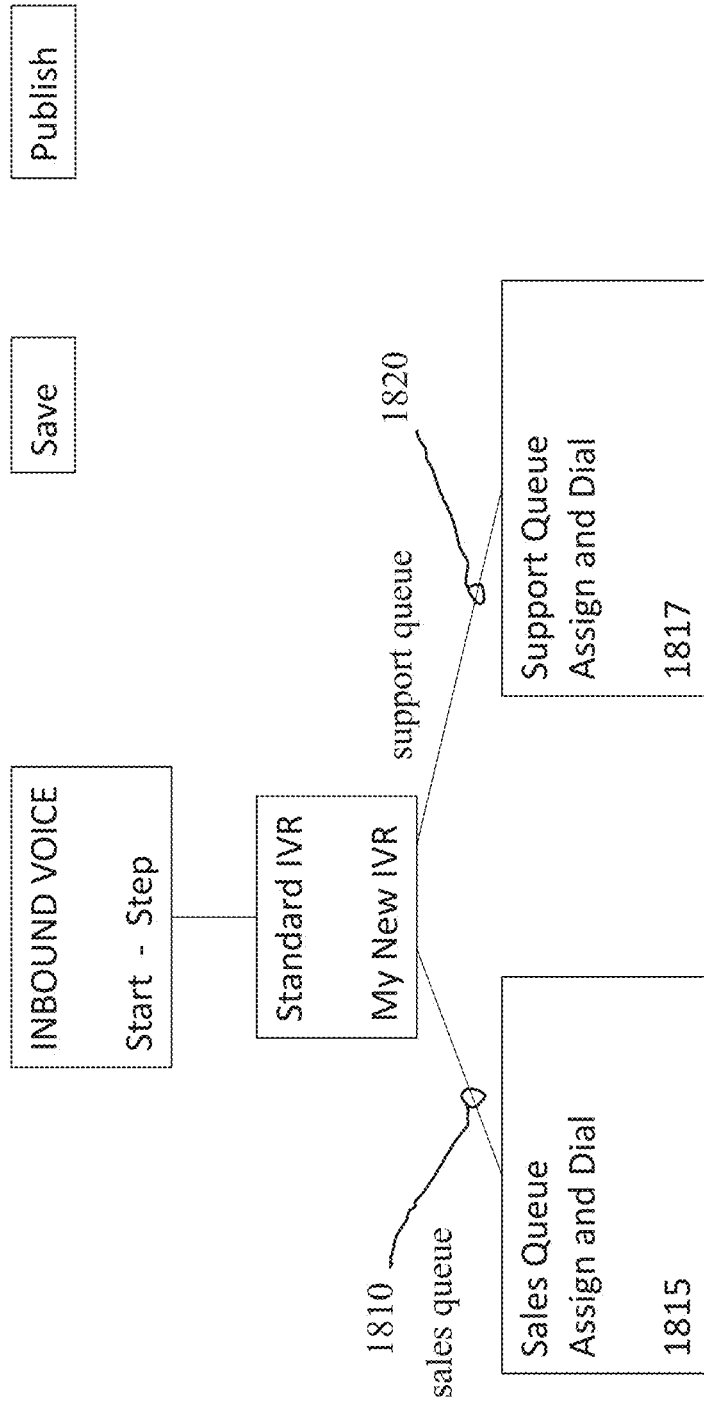 INBOUND VOICE
Start - Step
Save
Publish
Standard IVR
My New IVR
1810
sales queue
support queue
1820
Sales Queue
Assign and Dial
1815
Support Queue
Assign and Dial
1817